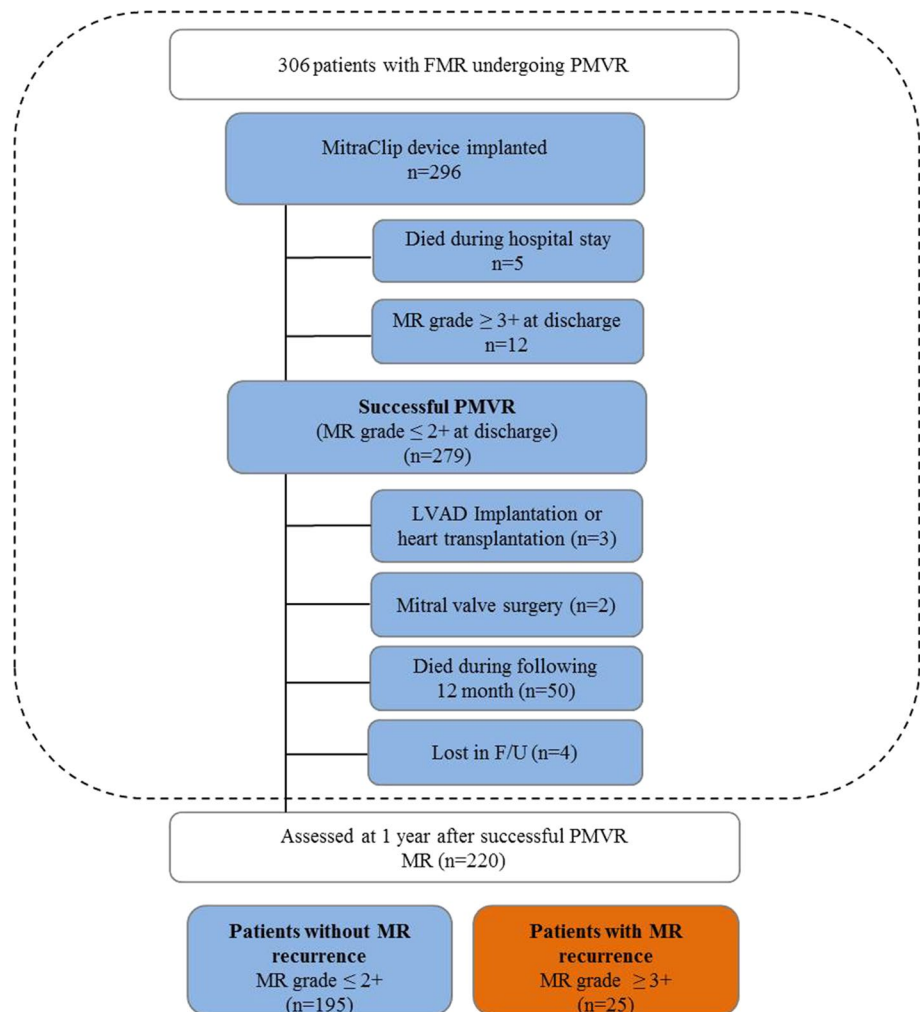 306 patients with FMR undergoing PMVR
MitraClip device implanted
n=296
Died during hospital stay
n=5
MR grade ≥ 3+ at discharge
n=12
Successful PMVR
(MR grade ≤ 2+ at discharge)
(n=279)
LVAD Implantation or
heart transplantation (n=3)
Mitral valve surgery (n=2)
Died during following
12 month (n=50)
Lost in F/U (n=4)
Assessed at 1 year after successful PMVR
MR (n=220)
Patients without MR
recurrence
MR grade ≤ 2+
(n=195)
Patients with MR
recurrence
MR grade ≥ 3+
(n=25)